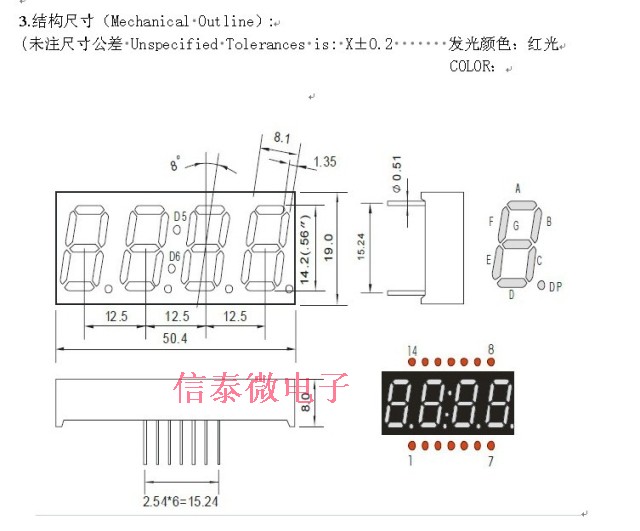 3.结构尺寸（Mechanical·Outline）:
(未注尺寸公差·Unspecified·Tolerances·is:·X±0.2·······发光颜色: 红光
COLOR:
8.1
8°
1.35
D5
D6
14.2(.56″)
19.0
12.5 12.5 12.5
50.4
Φ0.51
15.24
A
F G B
E C
D DP
信泰微电子
8.0
2.54*6=15.24
14 8
1 7